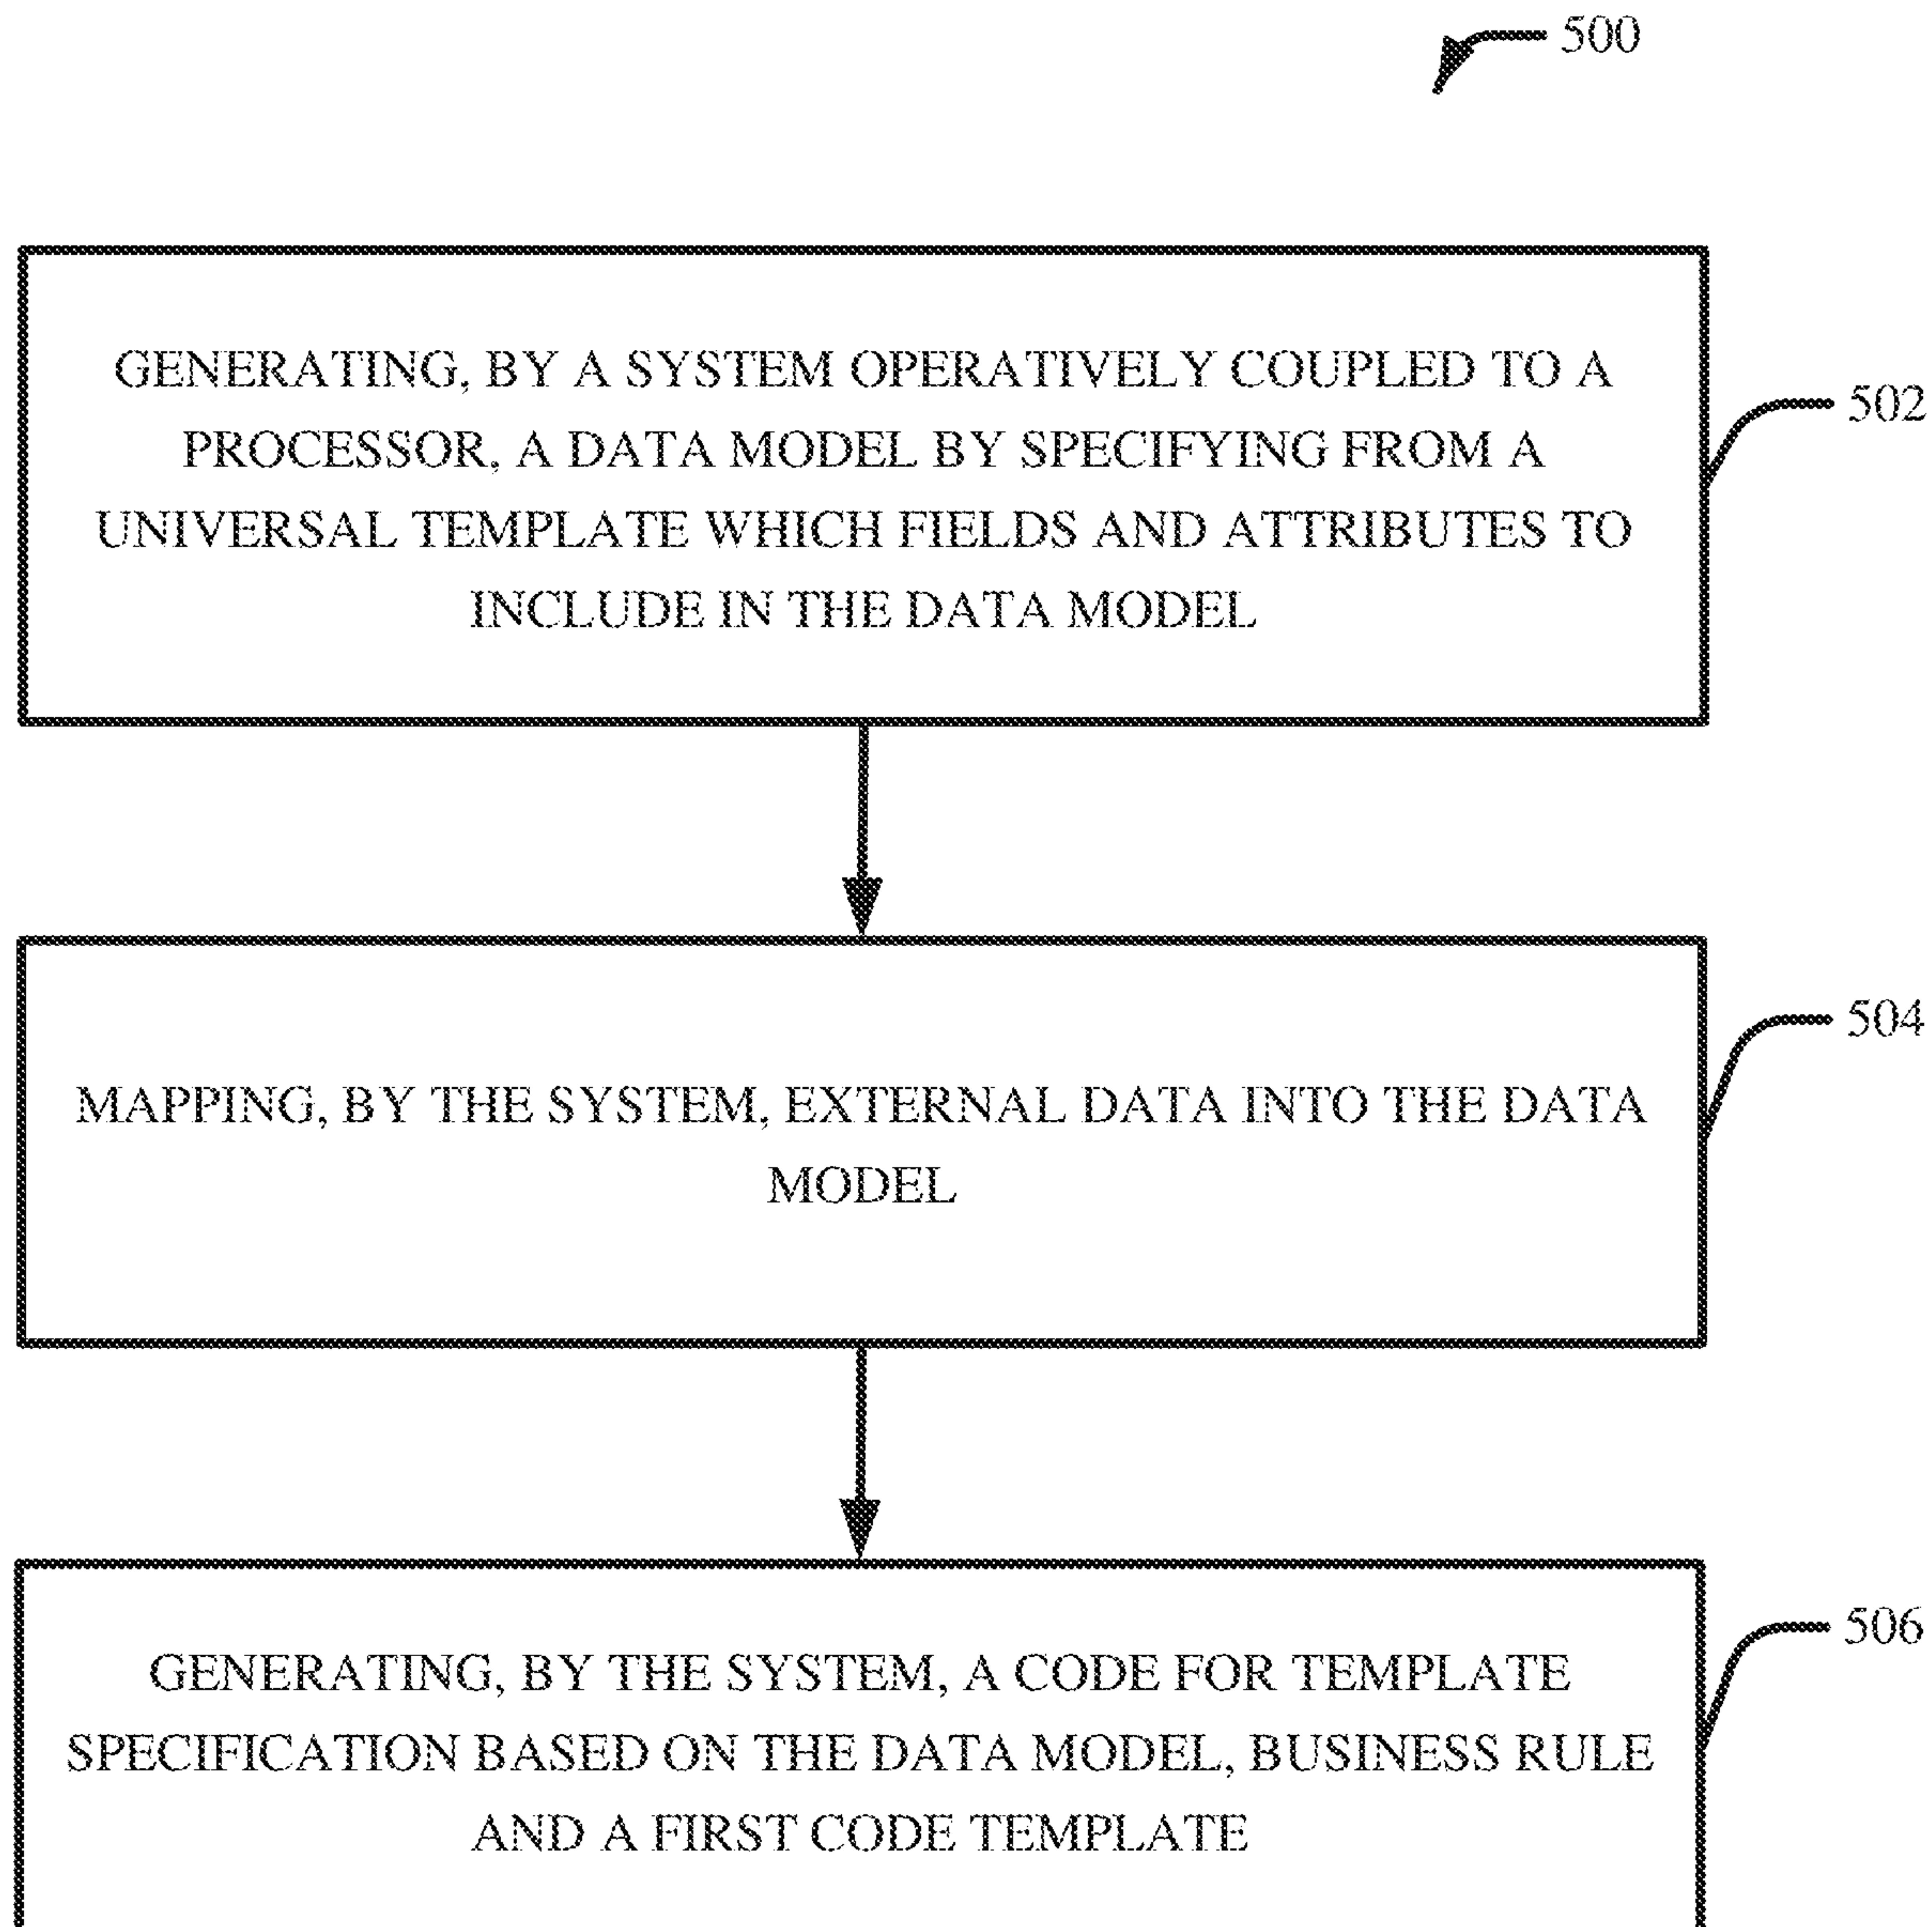 500
GENERATING, BY A SYSTEM OPERATIVELY COUPLED TO A
PROCESSOR, A DATA MODEL BY SPECIFYING FROM A
UNIVERSAL TEMPLATE WHICH FIELDS AND ATTRIBUTES TO
INCLUDE IN THE DATA MODEL
502
MAPPING, BY THE SYSTEM, EXTERNAL DATA INTO THE DATA
MODEL
504
GENERATING, BY THE SYSTEM, A CODE FOR TEMPLATE
SPECIFICATION BASED ON THE DATA MODEL, BUSINESS RULE
AND A FIRST CODE TEMPLATE
506